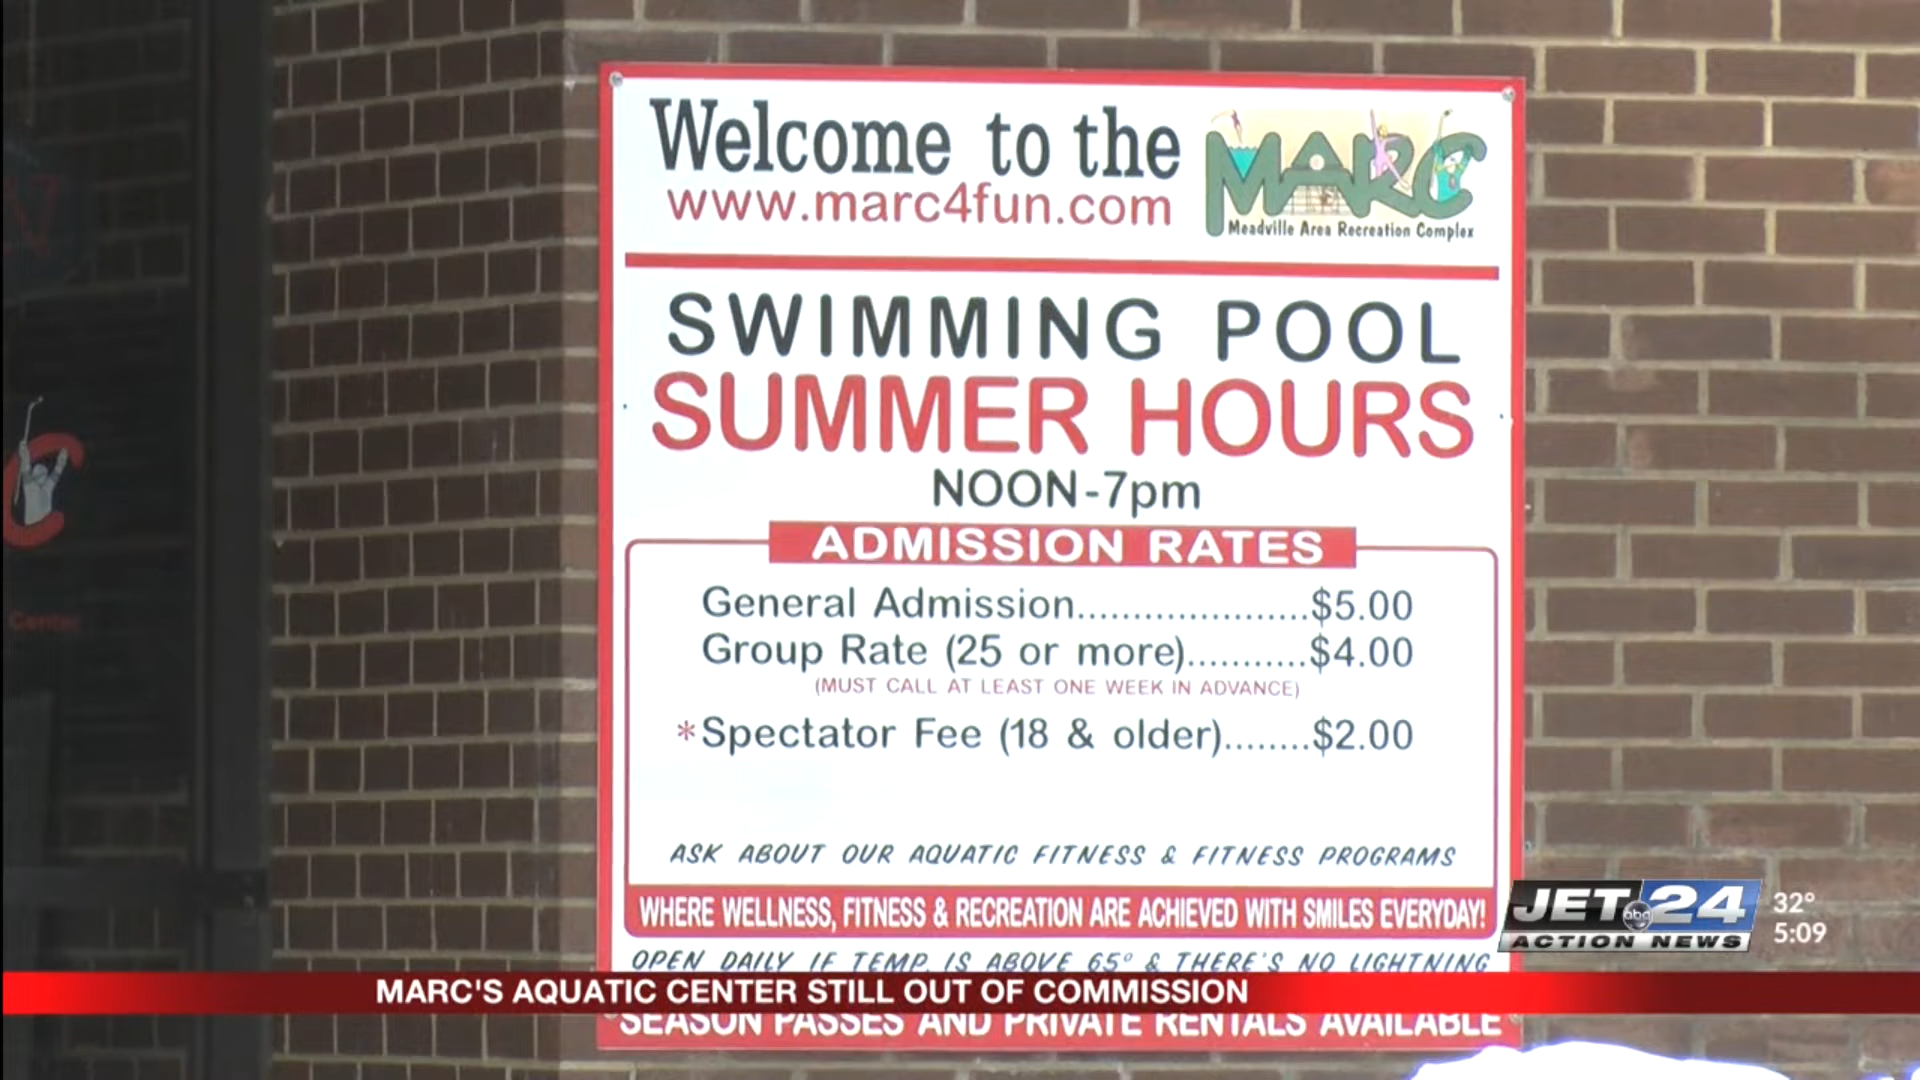 Welcome to the MARC
www.marc4fun.com
Meadville Area Recreation Complex
SWIMMING POOL
SUMMER HOURS
NOON-7pm
ADMISSION RATES
General Admission....................$5.00
Group Rate (25 or more)...........$4.00
(MUST CALL AT LEAST ONE WEEK IN ADVANCE)
*Spectator Fee (18 & older)........$2.00
ASK ABOUT OUR AQUATIC FITNESS & FITNESS PROGRAMS
WHERE WELLNESS, FITNESS & RECREATION ARE ACHIEVED WITH SMILES EVERYDAY!
OPEN DAILY IF TEMP. IS ABOVE 65° & THERE'S NO LIGHTNING
SEASON PASSES AND PRIVATE RENTALS AVAILABLE
Center
JET 24 abc
ACTION NEWS
32°
5:09
MARC'S AQUATIC CENTER STILL OUT OF COMMISSION